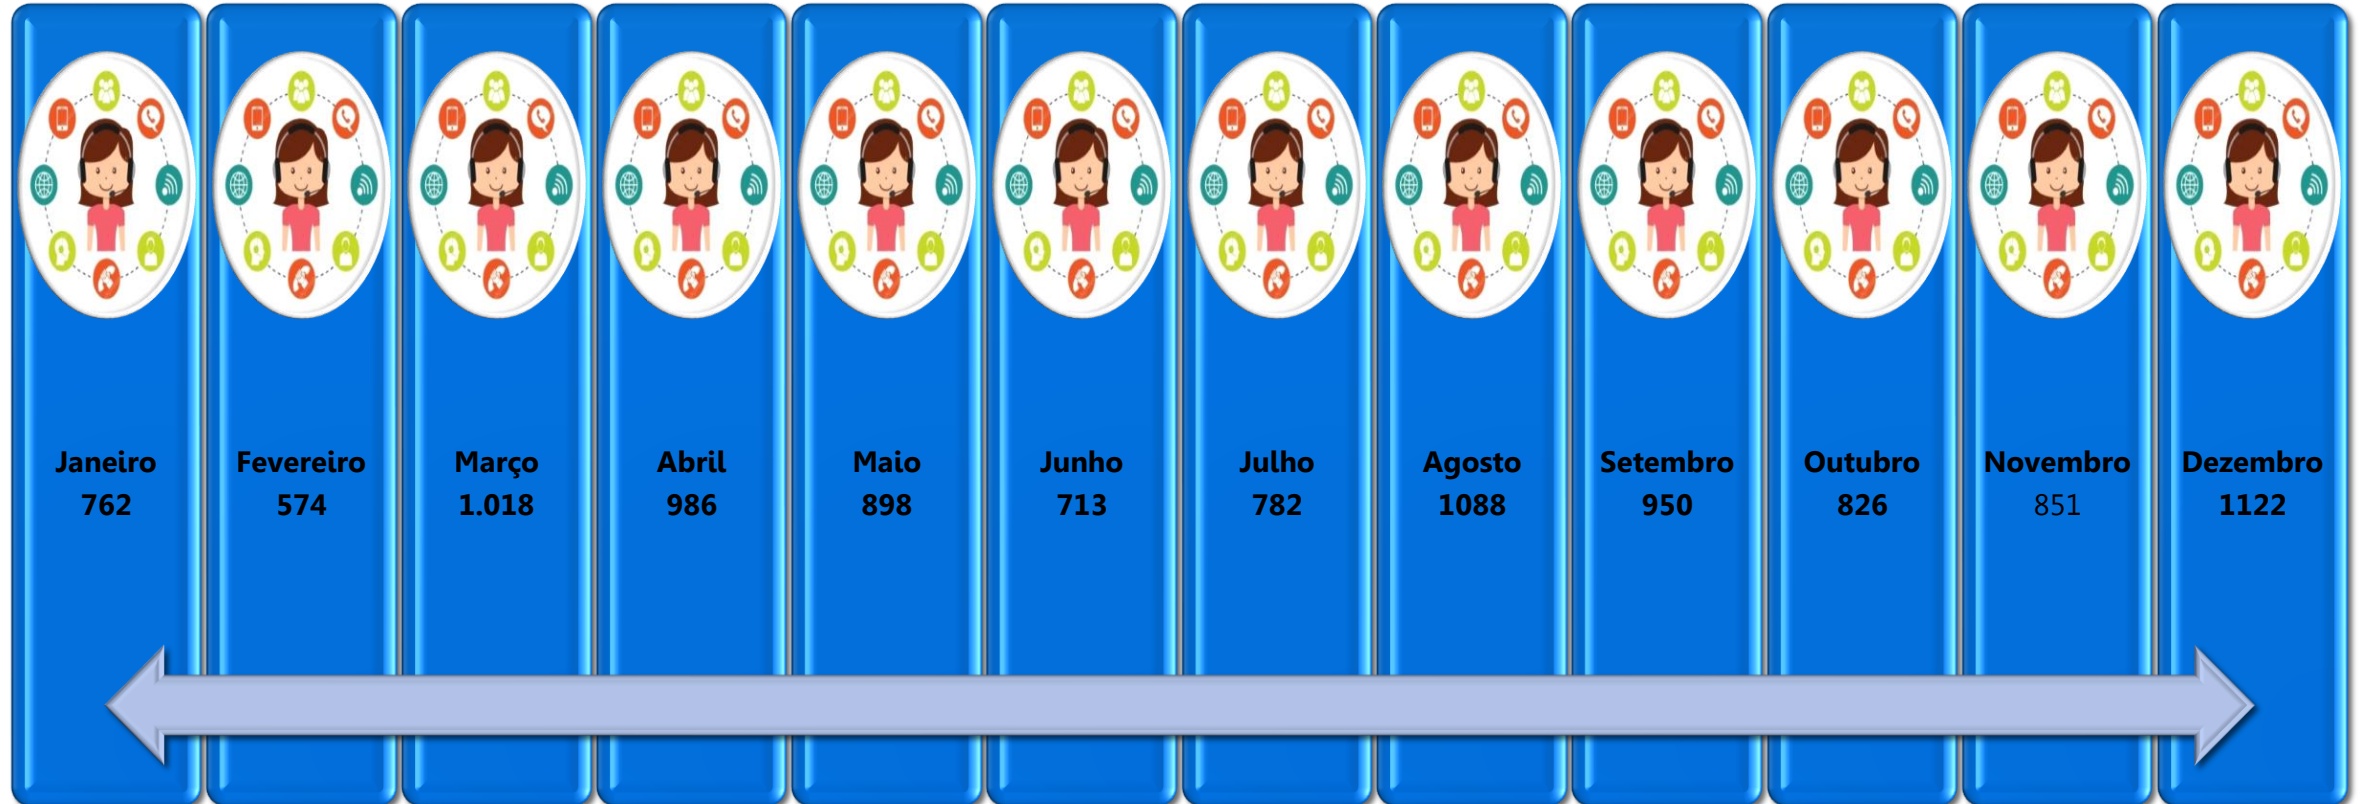 Janeiro
762
Fevereiro
574
Março
1.018
Abril
986
Maio
898
Junho
713
Julho
782
Agosto
1088
Setembro
950
Outubro
826
Novembro
851
Dezembro
1122